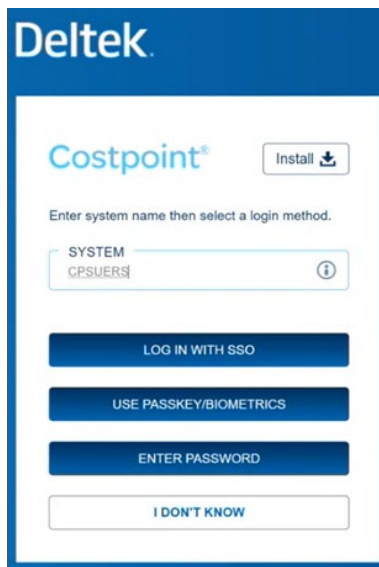 Deltek.
Costpoint®
Install
Enter system name then select a login method.
SYSTEM
CPSUERS
LOG IN WITH SSO
USE PASSKEY/BIOMETRICS
ENTER PASSWORD
I DON'T KNOW